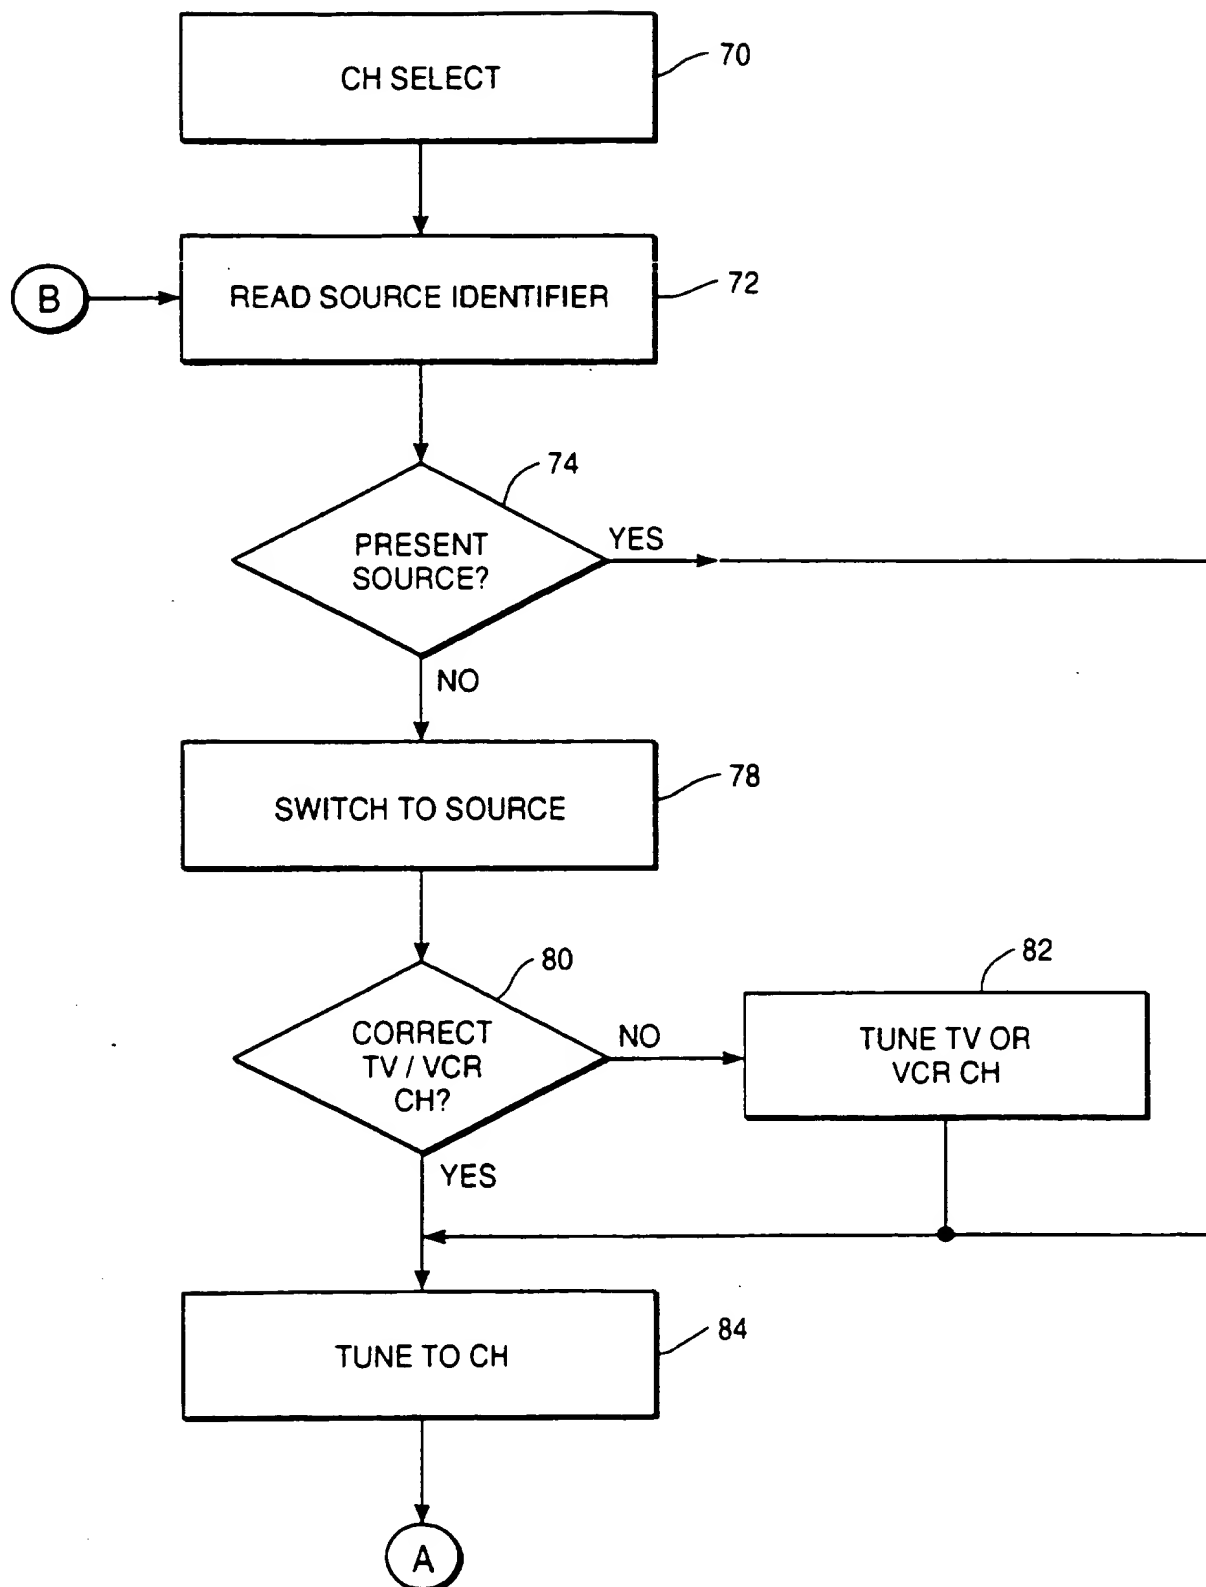 CH SELECT
70
B
READ SOURCE IDENTIFIER
72
74
PRESENT
SOURCE?
YES
NO
SWITCH TO SOURCE
78
80
CORRECT
TV / VCR
CH?
NO
82
TUNE TV OR
VCR CH
YES
TUNE TO CH
84
A